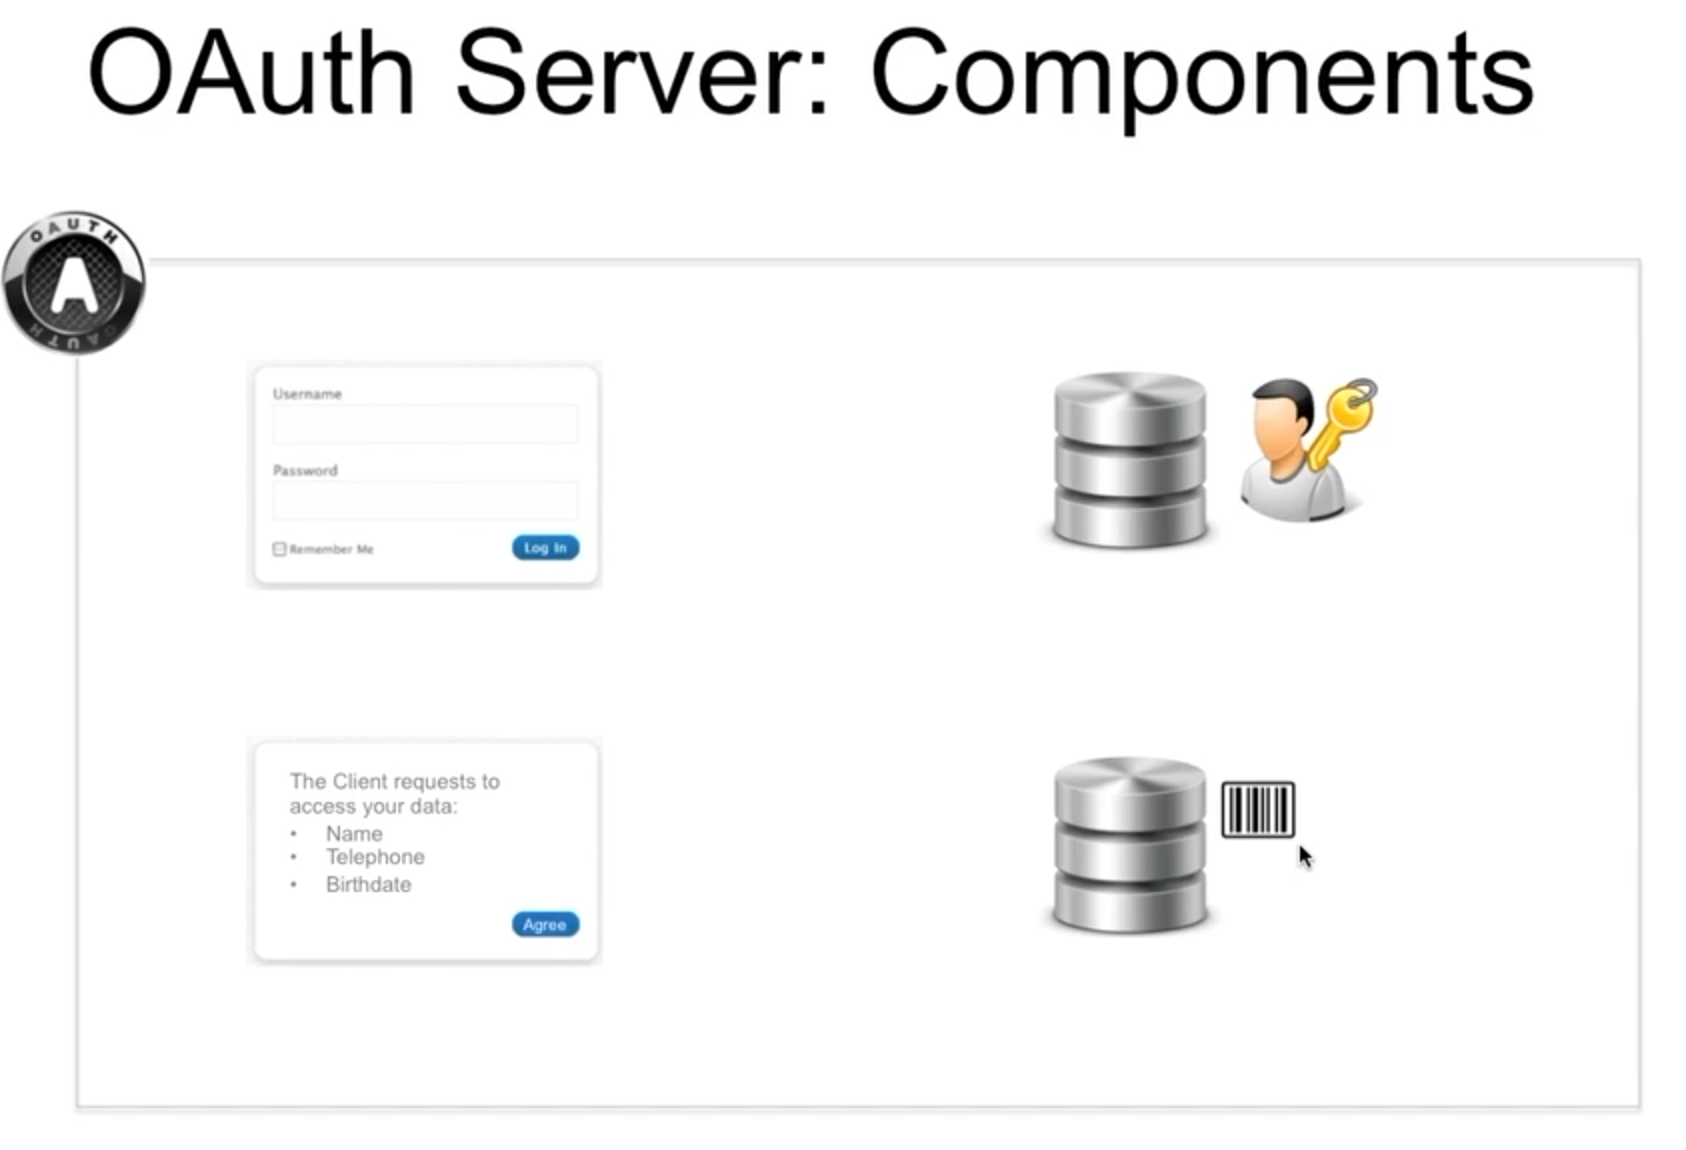 OAuth Server: Components
OAUTH
A
OAUTH
Username
Password
Remember Me
Log In
The Client requests to
access your data:
• Name
• Telephone
• Birthdate
Agree